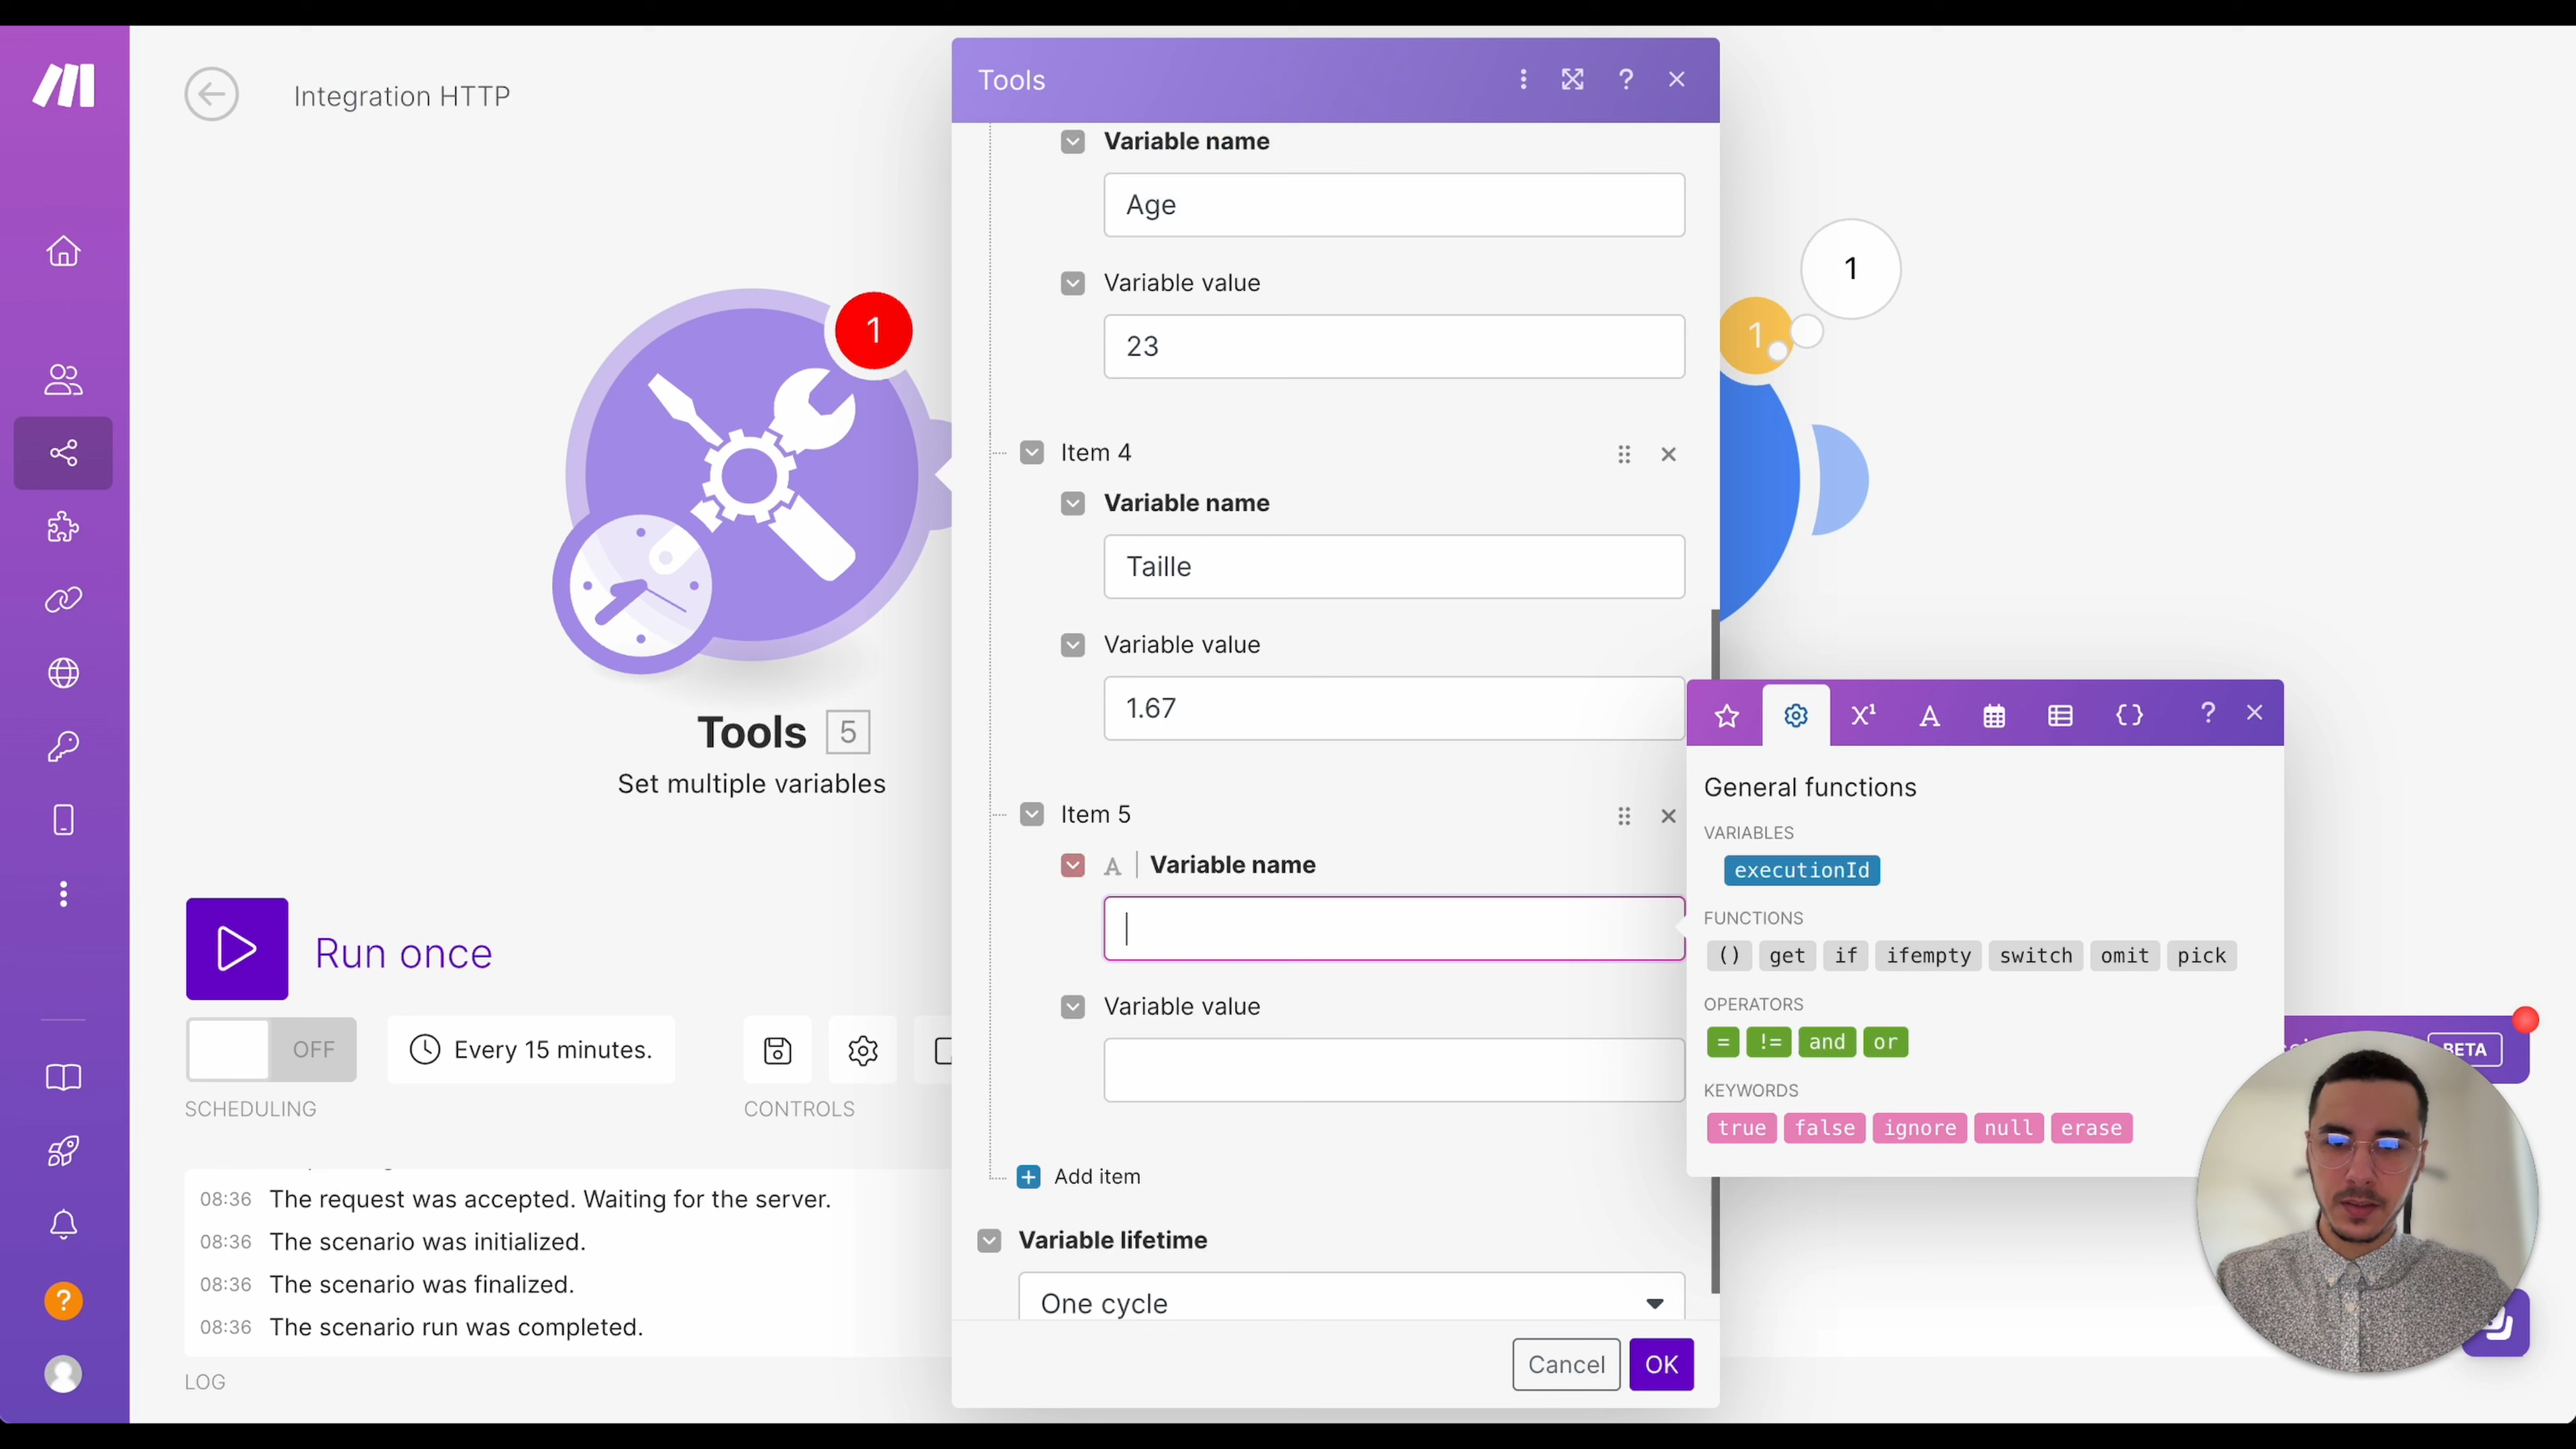 Integration HTTP
Tools
Variable name
Age
Variable value
23
Item 4
Variable name
Taille
Variable value
1.67
Item 5
A | Variable name
Variable value
Add item
Variable lifetime
One cycle
Cancel
OK
1
Tools 5
Set multiple variables
1
1
Run once
OFF
Every 15 minutes.
SCHEDULING
CONTROLS
08:36 The request was accepted. Waiting for the server.
08:36 The scenario was initialized.
08:36 The scenario was finalized.
08:36 The scenario run was completed.
LOG
General functions
VARIABLES
executionId
FUNCTIONS
() get if ifempty switch omit pick
OPERATORS
= != and or
KEYWORDS
true false ignore null erase
BETA